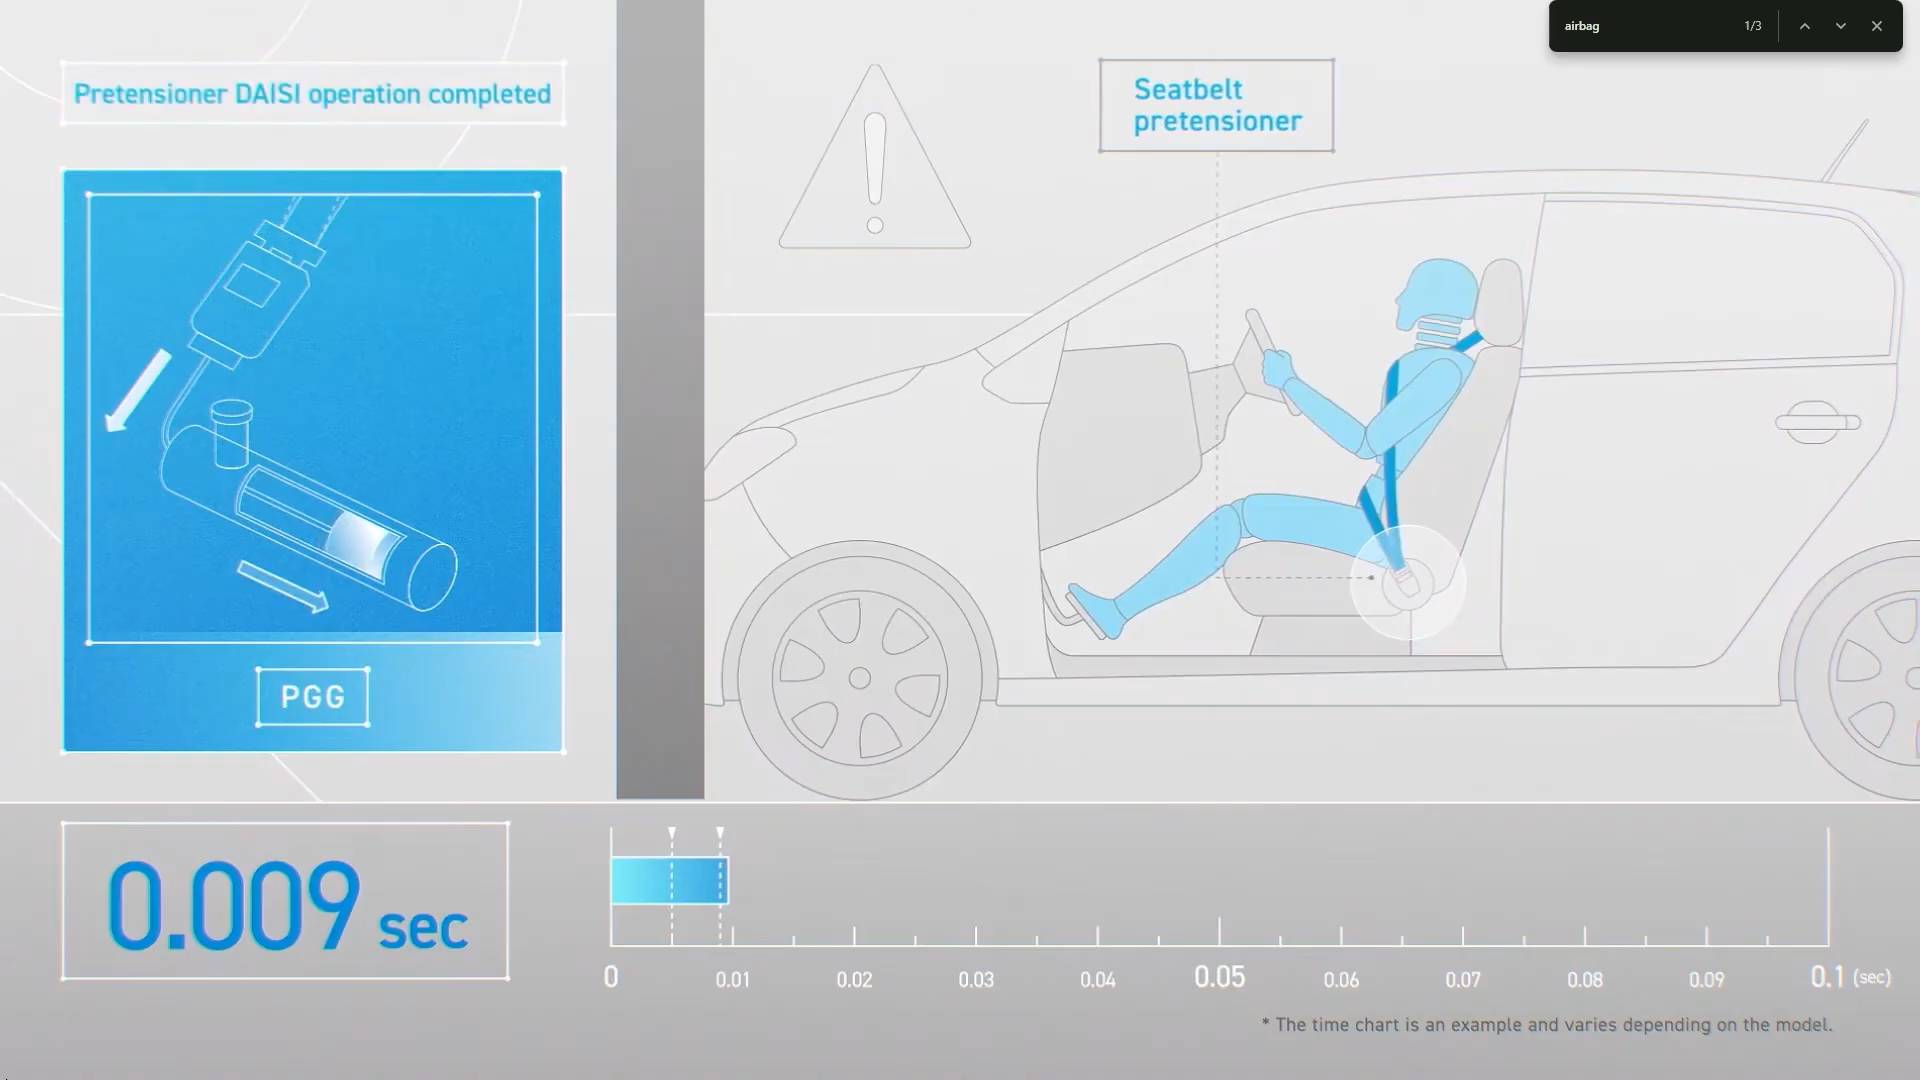 airbag
1/3
Pretensioner DAISI operation completed
Seatbelt
pretensioner
PGG
0.009 sec
0 0.01 0.02 0.03 0.04 0.05 0.06 0.07 0.08 0.09 0.1 (sec)
* The time chart is an example and varies depending on the model.